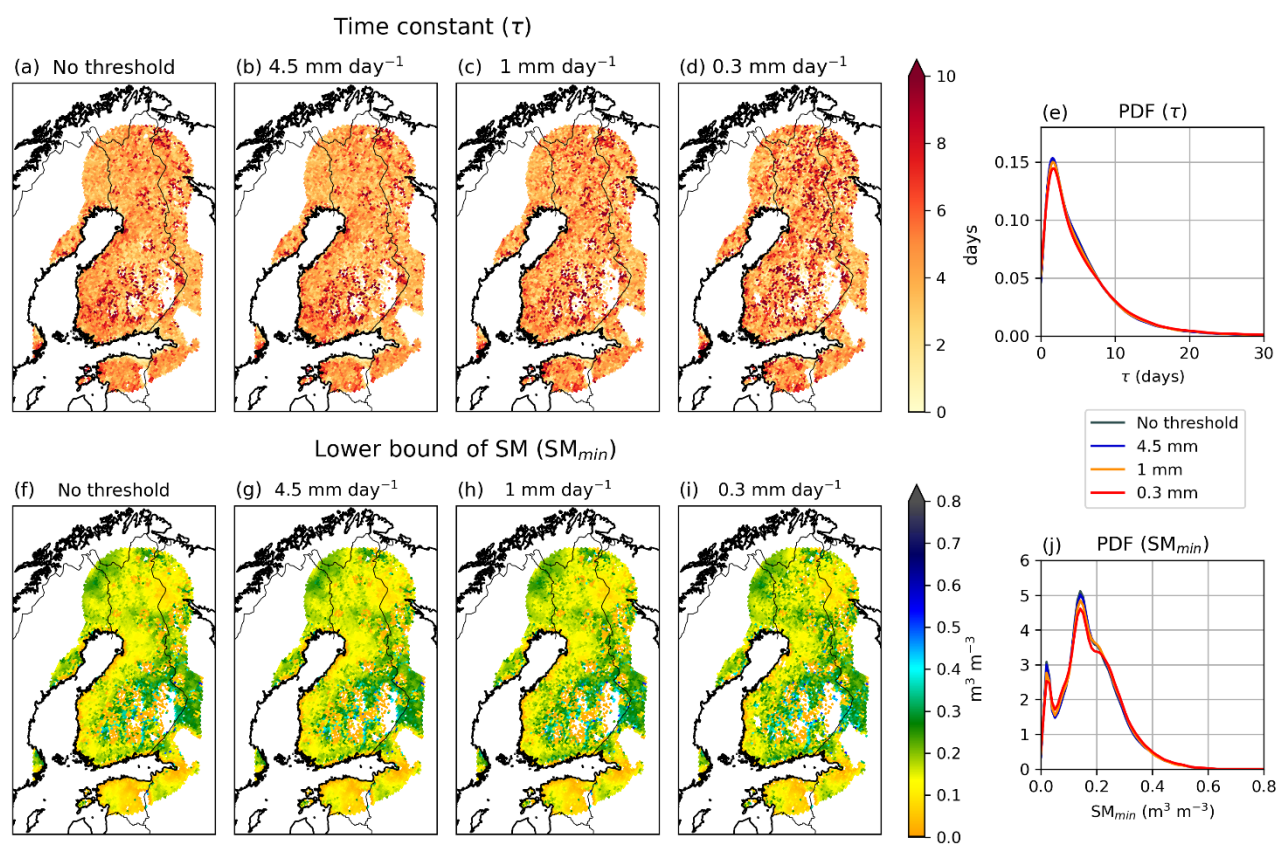 Time constant (τ)
(a) No threshold
(b) 4.5 mm day⁻¹
(c) 1 mm day⁻¹
(d) 0.3 mm day⁻¹
10
8
6
4
2
0
days
(e) PDF (τ)
0.15
0.10
0.05
0.00
0 10 20 30
τ (days)
No threshold
4.5 mm
1 mm
0.3 mm
Lower bound of SM (SMₘᵢₙ)
(f) No threshold
(g) 4.5 mm day⁻¹
(h) 1 mm day⁻¹
(i) 0.3 mm day⁻¹
0.8
0.7
0.6
0.5
0.4
0.3
0.2
0.1
0.0
m³ m⁻³
(j) PDF (SMₘᵢₙ)
6
5
4
3
2
1
0
0.0 0.2 0.4 0.6 0.8
SMₘᵢₙ (m³ m⁻³)